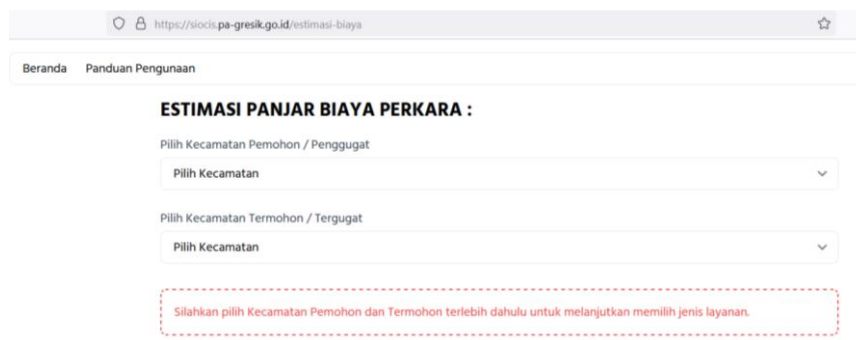 https://siocis.pa-gresik.go.id/estimasi-biaya
Beranda Panduan Pengunaan
ESTIMASI PANJAR BIAYA PERKARA :
Pilih Kecamatan Pemohon / Penggugat
Pilih Kecamatan
Pilih Kecamatan Termohon / Tergugat
Pilih Kecamatan
Silahkan pilih Kecamatan Pemohon dan Termohon terlebih dahulu untuk melanjutkan memilih jenis layanan.